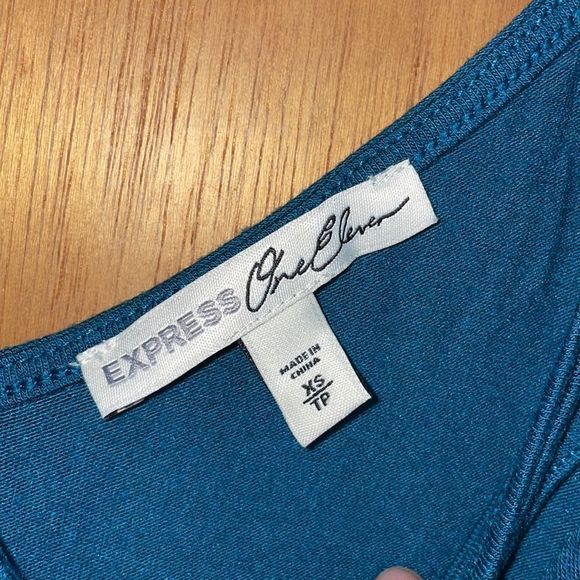 EXPRESS One Eleven
MADE IN
CHINA
XS
TP